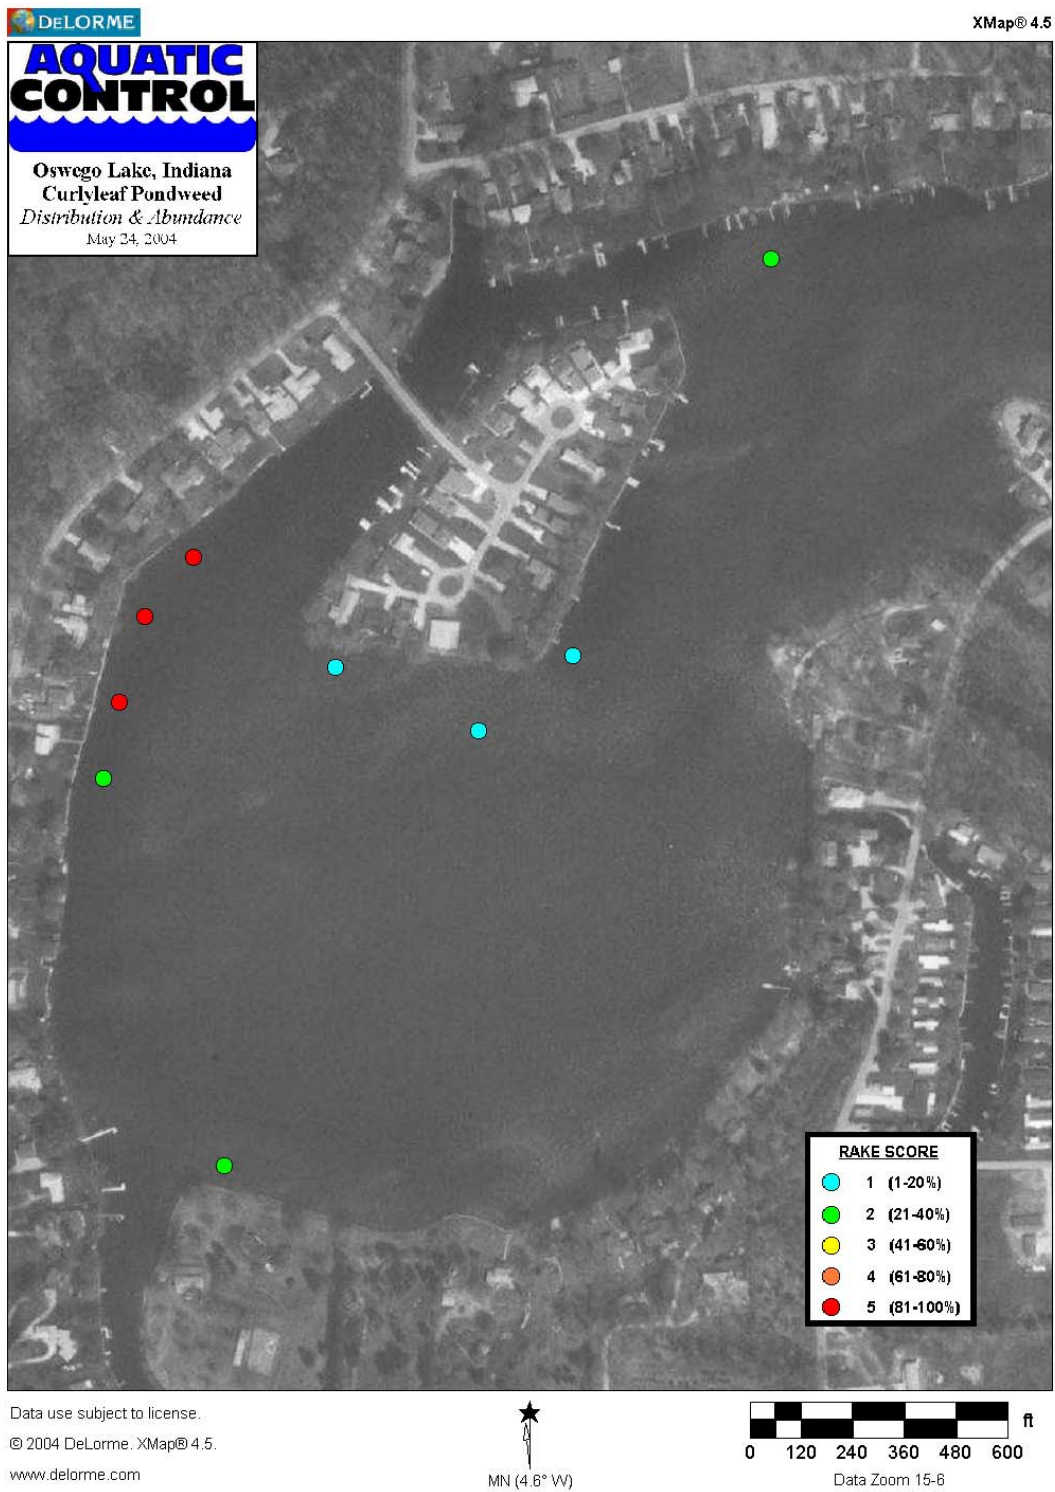 DELORME
XMap® 4.5
AQUATIC
CONTROL
Oswego Lake, Indiana
Curlyleaf Pondweed
Distribution & Abundance
May 24, 2004
RAKE SCORE
1 (1-20%)
2 (21-40%)
3 (41-60%)
4 (61-80%)
5 (81-100%)
Data use subject to license.
© 2004 DeLorme. XMap® 4.5.
www.delorme.com
MN (4.6° W)
ft
0 120 240 360 480 600
Data Zoom 15-6